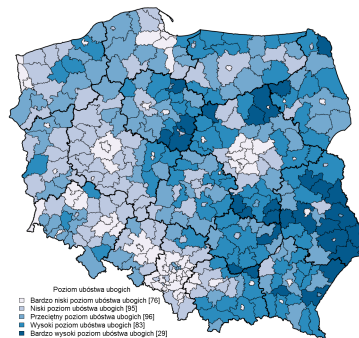 Poziom ubóstwa ubogich
Bardzo niski poziom ubóstwa ubogich [76]
Niski poziom ubóstwa ubogich [95]
Przeciętny poziom ubóstwa ubogich [96]
Wysoki poziom ubóstwa ubogich [83]
Bardzo wysoki poziom ubóstwa ubogich [29]